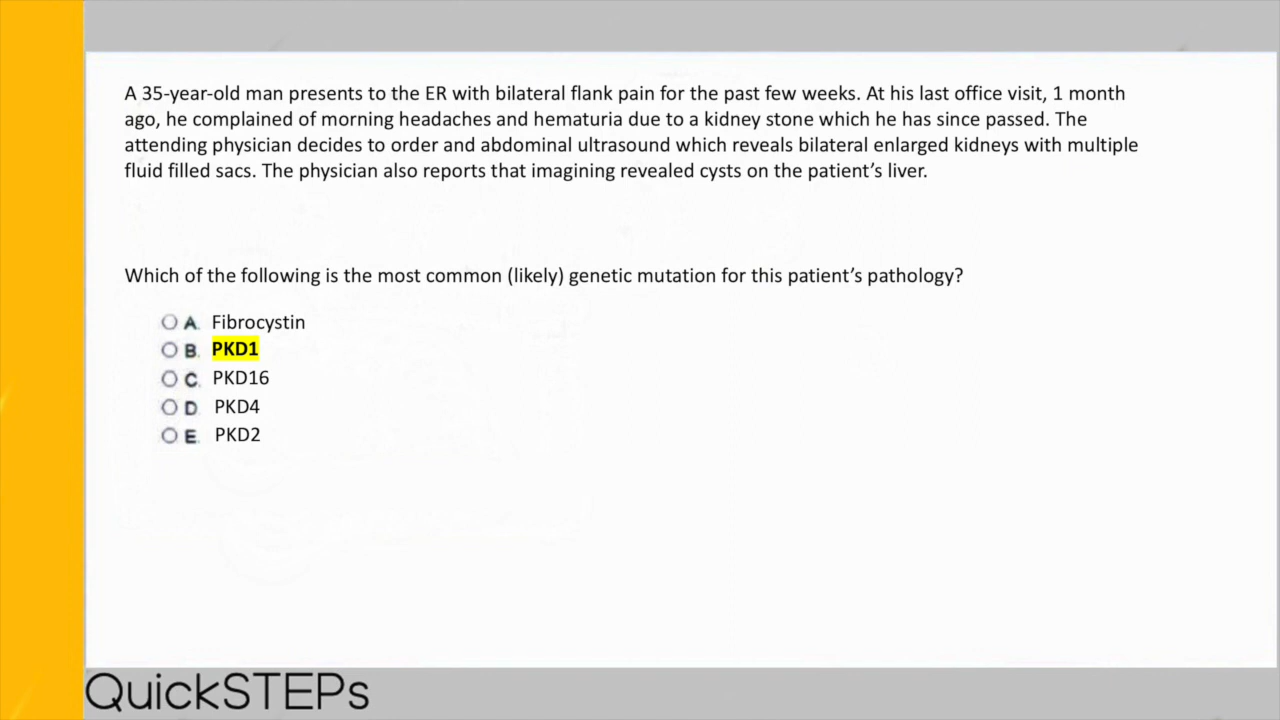 A 35-year-old man presents to the ER with bilateral flank pain for the past few weeks. At his last office visit, 1 month
ago, he complained of morning headaches and hematuria due to a kidney stone which he has since passed. The
attending physician decides to order and abdominal ultrasound which reveals bilateral enlarged kidneys with multiple
fluid filled sacs. The physician also reports that imagining revealed cysts on the patient's liver.
Which of the following is the most common (likely) genetic mutation for this patient's pathology?
A. Fibrocystin
B. PKD1
C. PKD16
D. PKD4
E. PKD2
QuickSTEPs